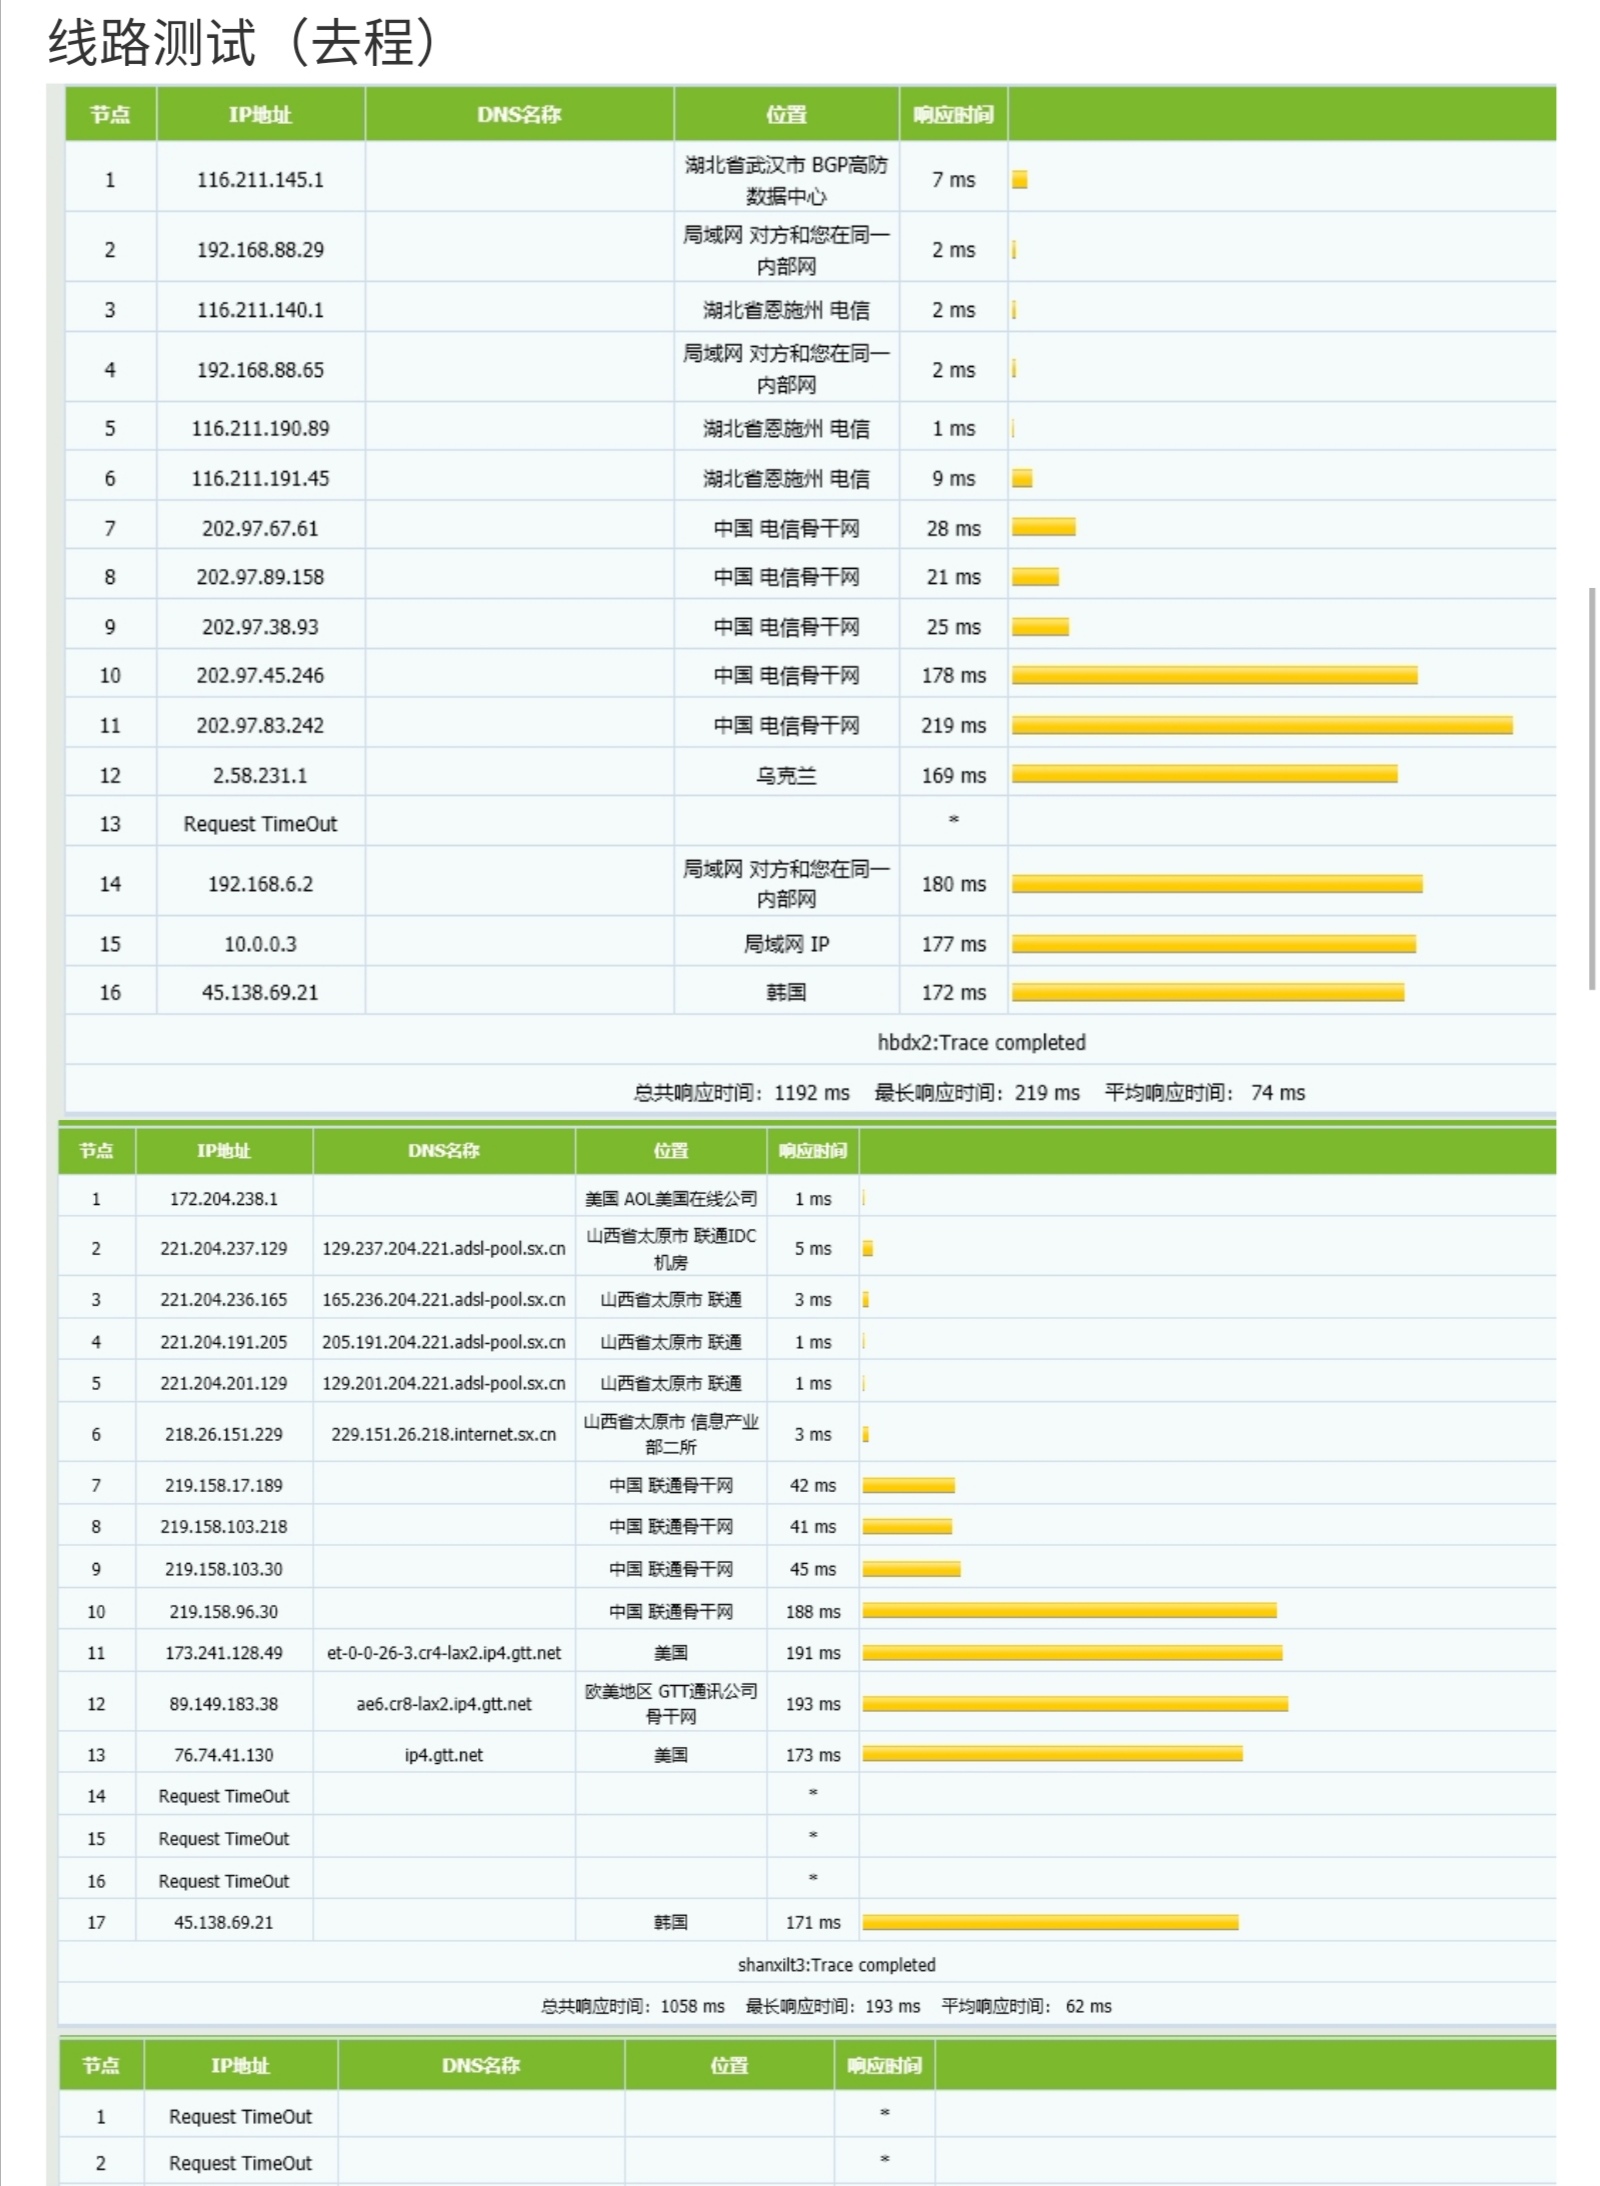 线路测试（去程）
节点 IP地址 DNS名称 位置 响应时间
1 116.211.145.1 湖北省武汉市 BGP高防数据中心 7 ms
2 192.168.88.29 局域网 对方和您在同一内部网 2 ms
3 116.211.140.1 湖北省恩施州 电信 2 ms
4 192.168.88.65 局域网 对方和您在同一内部网 2 ms
5 116.211.190.89 湖北省恩施州 电信 1 ms
6 116.211.191.45 湖北省恩施州 电信 9 ms
7 202.97.67.61 中国 电信骨干网 28 ms
8 202.97.89.158 中国 电信骨干网 21 ms
9 202.97.38.93 中国 电信骨干网 25 ms
10 202.97.45.246 中国 电信骨干网 178 ms
11 202.97.83.242 中国 电信骨干网 219 ms
12 2.58.231.1 乌克兰 169 ms
13 Request TimeOut *
14 192.168.6.2 局域网 对方和您在同一内部网 180 ms
15 10.0.0.3 局域网 IP 177 ms
16 45.138.69.21 韩国 172 ms
hbdx2:Trace completed
总共响应时间：1192 ms 最长响应时间：219 ms 平均响应时间： 74 ms
节点 IP地址 DNS名称 位置 响应时间
1 172.204.238.1 美国 AOL美国在线公司 1 ms
2 221.204.237.129 129.237.204.221.adsl-pool.sx.cn 山西省太原市 联通IDC机房 5 ms
3 221.204.236.165 165.236.204.221.adsl-pool.sx.cn 山西省太原市 联通 3 ms
4 221.204.191.205 205.191.204.221.adsl-pool.sx.cn 山西省太原市 联通 1 ms
5 221.204.201.129 129.201.204.221.adsl-pool.sx.cn 山西省太原市 联通 1 ms
6 218.26.151.229 229.151.26.218.internet.sx.cn 山西省太原市 信息产业部二所 3 ms
7 219.158.17.189 中国 联通骨干网 42 ms
8 219.158.103.218 中国 联通骨干网 41 ms
9 219.158.103.30 中国 联通骨干网 45 ms
10 219.158.96.30 中国 联通骨干网 188 ms
11 173.241.128.49 et-0-0-26-3.cr4-lax2.ip4.gtt.net 美国 191 ms
12 89.149.183.38 ae6.cr8-lax2.ip4.gtt.net 欧美地区 GTT通讯公司骨干网 193 ms
13 76.74.41.130 ip4.gtt.net 美国 173 ms
14 Request TimeOut *
15 Request TimeOut *
16 Request TimeOut *
17 45.138.69.21 韩国 171 ms
shanxilt3:Trace completed
总共响应时间：1058 ms 最长响应时间：193 ms 平均响应时间： 62 ms
节点 IP地址 DNS名称 位置 响应时间
1 Request TimeOut *
2 Request TimeOut *